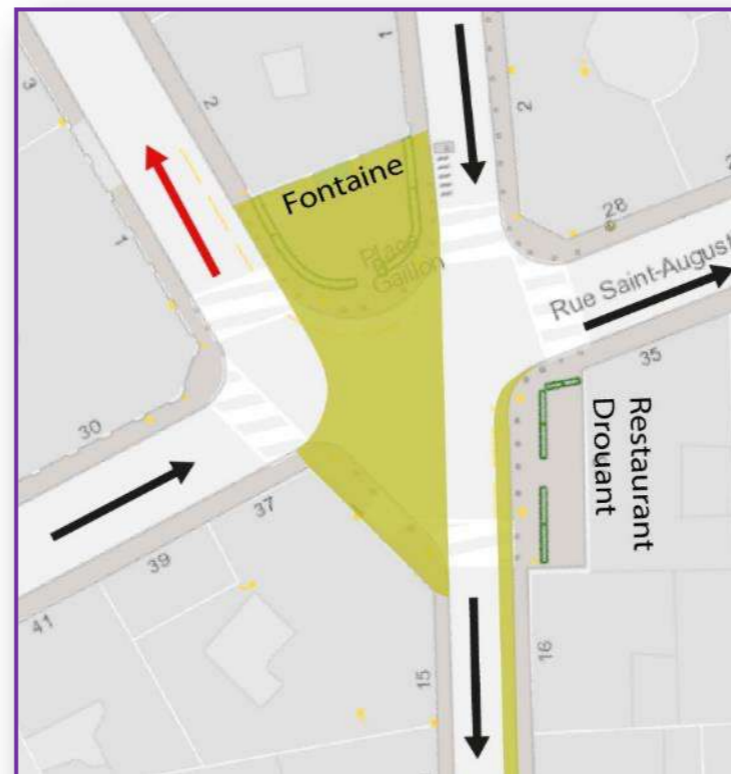 3
2
1
2
Fontaine
Place
Gaillon
28
1
Rue Saint-August
35
30
Restaurant
Drouant
37
39
41
15
16